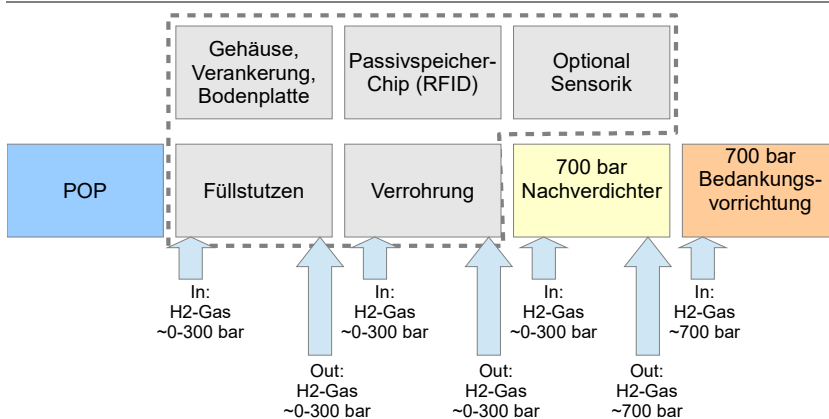 Gehäuse,
Verankerung,
Bodenplatte
Passivspeicher-
Chip (RFID)
Optional
Sensorik
POP
Füllstutzen
Verrohrung
700 bar
Nachverdichter
700 bar
Bedankungs-
vorrichtung
In:
H2-Gas
~0-300 bar
In:
H2-Gas
~0-300 bar
In:
H2-Gas
~0-300 bar
In:
H2-Gas
~700 bar
Out:
H2-Gas
~0-300 bar
Out:
H2-Gas
~0-300 bar
Out:
H2-Gas
~700 bar